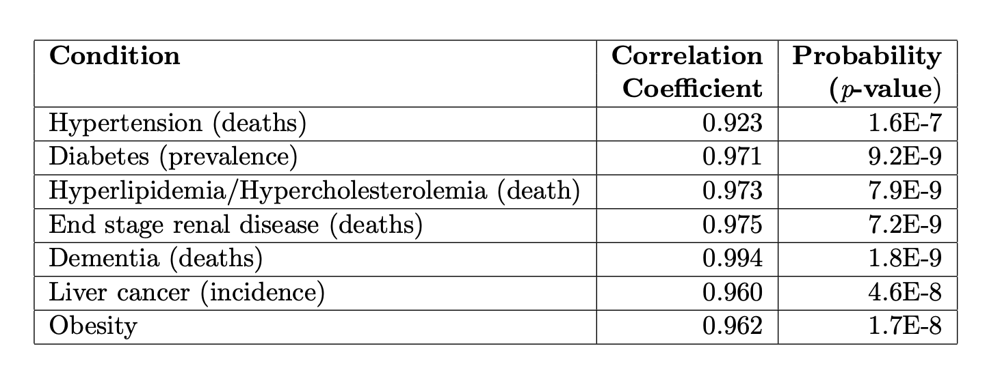 Condition Correlation Probability
Coefficient (p-value)
Hypertension (deaths) 0.923 1.6E-7
Diabetes (prevalence) 0.971 9.2E-9
Hyperlipidemia/Hypercholesterolemia (death) 0.973 7.9E-9
End stage renal disease (deaths) 0.975 7.2E-9
Dementia (deaths) 0.994 1.8E-9
Liver cancer (incidence) 0.960 4.6E-8
Obesity 0.962 1.7E-8